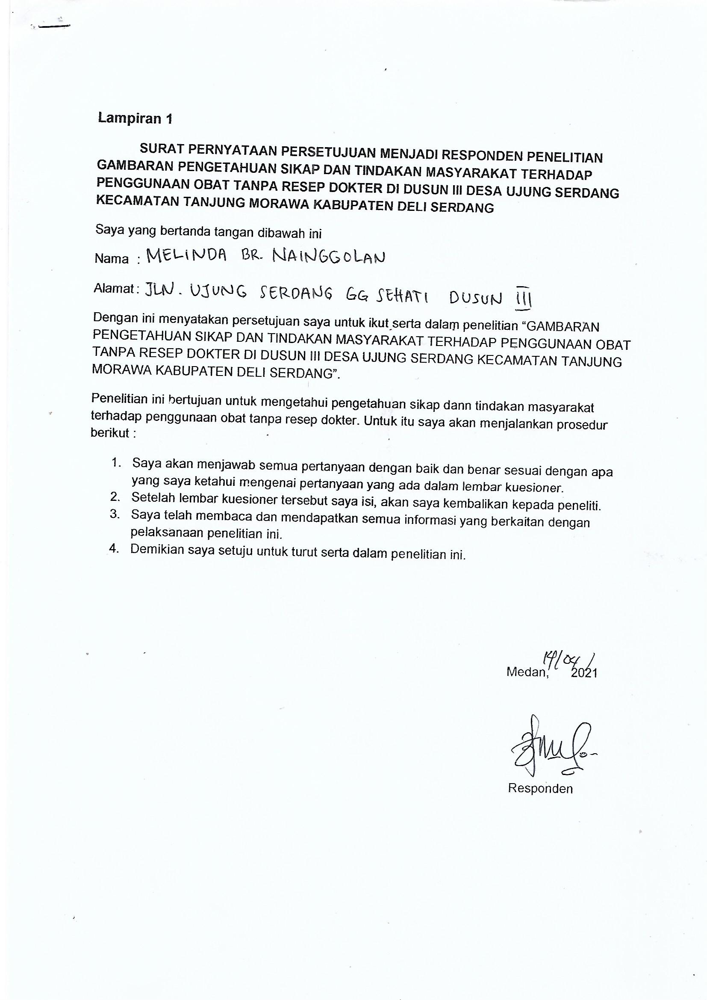 Lampiran 1
SURAT PERNYATAAN PERSETUJUAN MENJADI RESPONDEN PENELITIAN
GAMBARAN PENGETAHUAN SIKAP DAN TINDAKAN MASYARAKAT TERHADAP
PENGGUNAAN OBAT TANPA RESEP DOKTER DI DUSUN III DESA UJUNG SERDANG
KECAMATAN TANJUNG MORAWA KABUPATEN DELI SERDANG
Saya yang bertanda tangan dibawah ini
Nama : MELINDA BR. NAINGGOLAN
Alamat : JLN. UJUNG SERDANG GG SEHATI DUSUN III
Dengan ini menyatakan persetujuan saya untuk ikut serta dalam penelitian “GAMBARAN
PENGETAHUAN SIKAP DAN TINDAKAN MASYARAKAT TERHADAP PENGGUNAAN OBAT
TANPA RESEP DOKTER DI DUSUN III DESA UJUNG SERDANG KECAMATAN TANJUNG
MORAWA KABUPATEN DELI SERDANG”.
Penelitian ini bertujuan untuk mengetahui pengetahuan sikap dann tindakan masyarakat
terhadap penggunaan obat tanpa resep dokter. Untuk itu saya akan menjalankan prosedur
berikut :
1. Saya akan menjawab semua pertanyaan dengan baik dan benar sesuai dengan apa
yang saya ketahui mengenai pertanyaan yang ada dalam lembar kuesioner.
2. Setelah lembar kuesioner tersebut saya isi, akan saya kembalikan kepada peneliti.
3. Saya telah membaca dan mendapatkan semua informasi yang berkaitan dengan
pelaksanaan penelitian ini.
4. Demikian saya setuju untuk turut serta dalam penelitian ini.
Medan, 14/04/2021
Responden